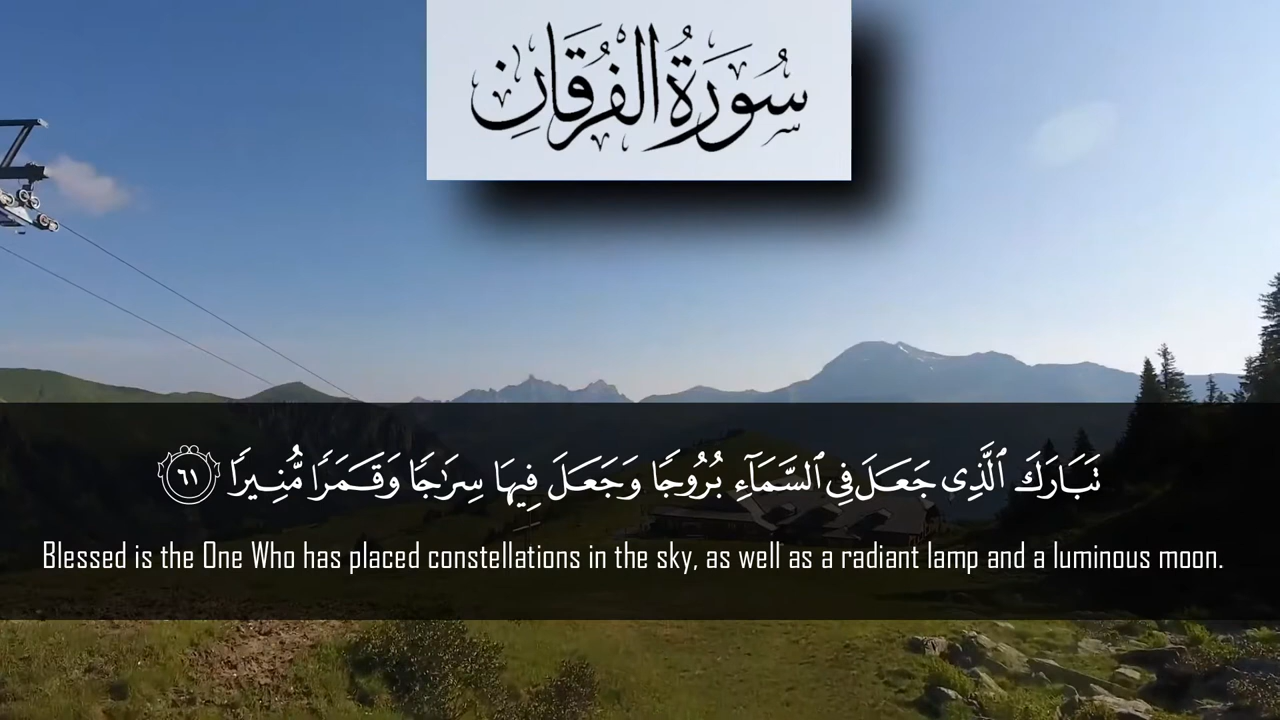 سُورَةُ الْفُرْقَانِ
تَبَارَكَ ٱلَّذِى جَعَلَ فِى ٱلسَّمَآءِ بُرُوجًا وَجَعَلَ فِيهَا سِرَٰجًا وَقَمَرًا مُّنِيرًا ٦١
Blessed is the One Who has placed constellations in the sky, as well as a radiant lamp and a luminous moon.